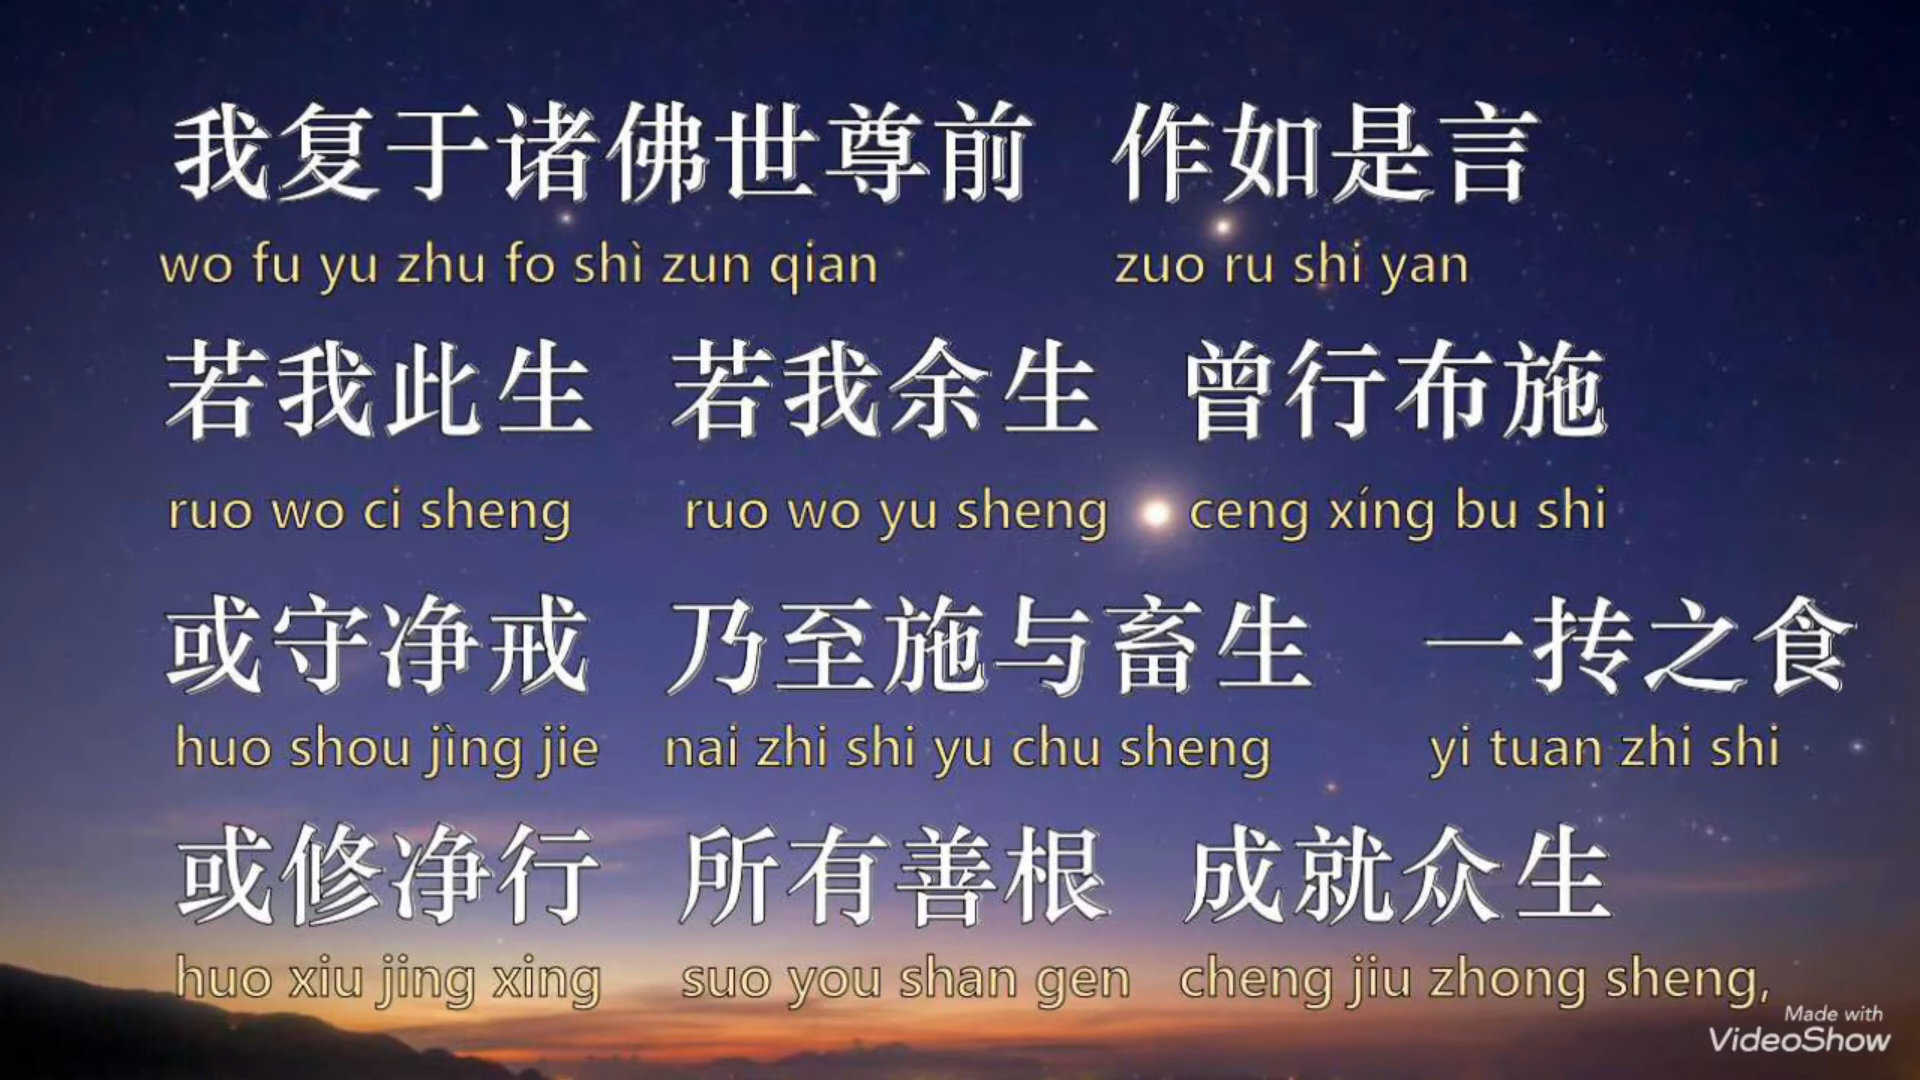 我复于诸佛世尊前 作如是言
wo fu yu zhu fo shì zun qian zuo ru shi yan
若我此生 若我余生 曾行布施
ruo wo ci sheng ruo wo yu sheng ceng xíng bu shi
或守净戒 乃至施与畜生 一抟之食
huo shou jìng jie nai zhi shi yu chu sheng yi tuan zhi shi
或修净行 所有善根 成就众生
huo xiu jing xing suo you shan gen cheng jiu zhong sheng,
Made with
VideoShow